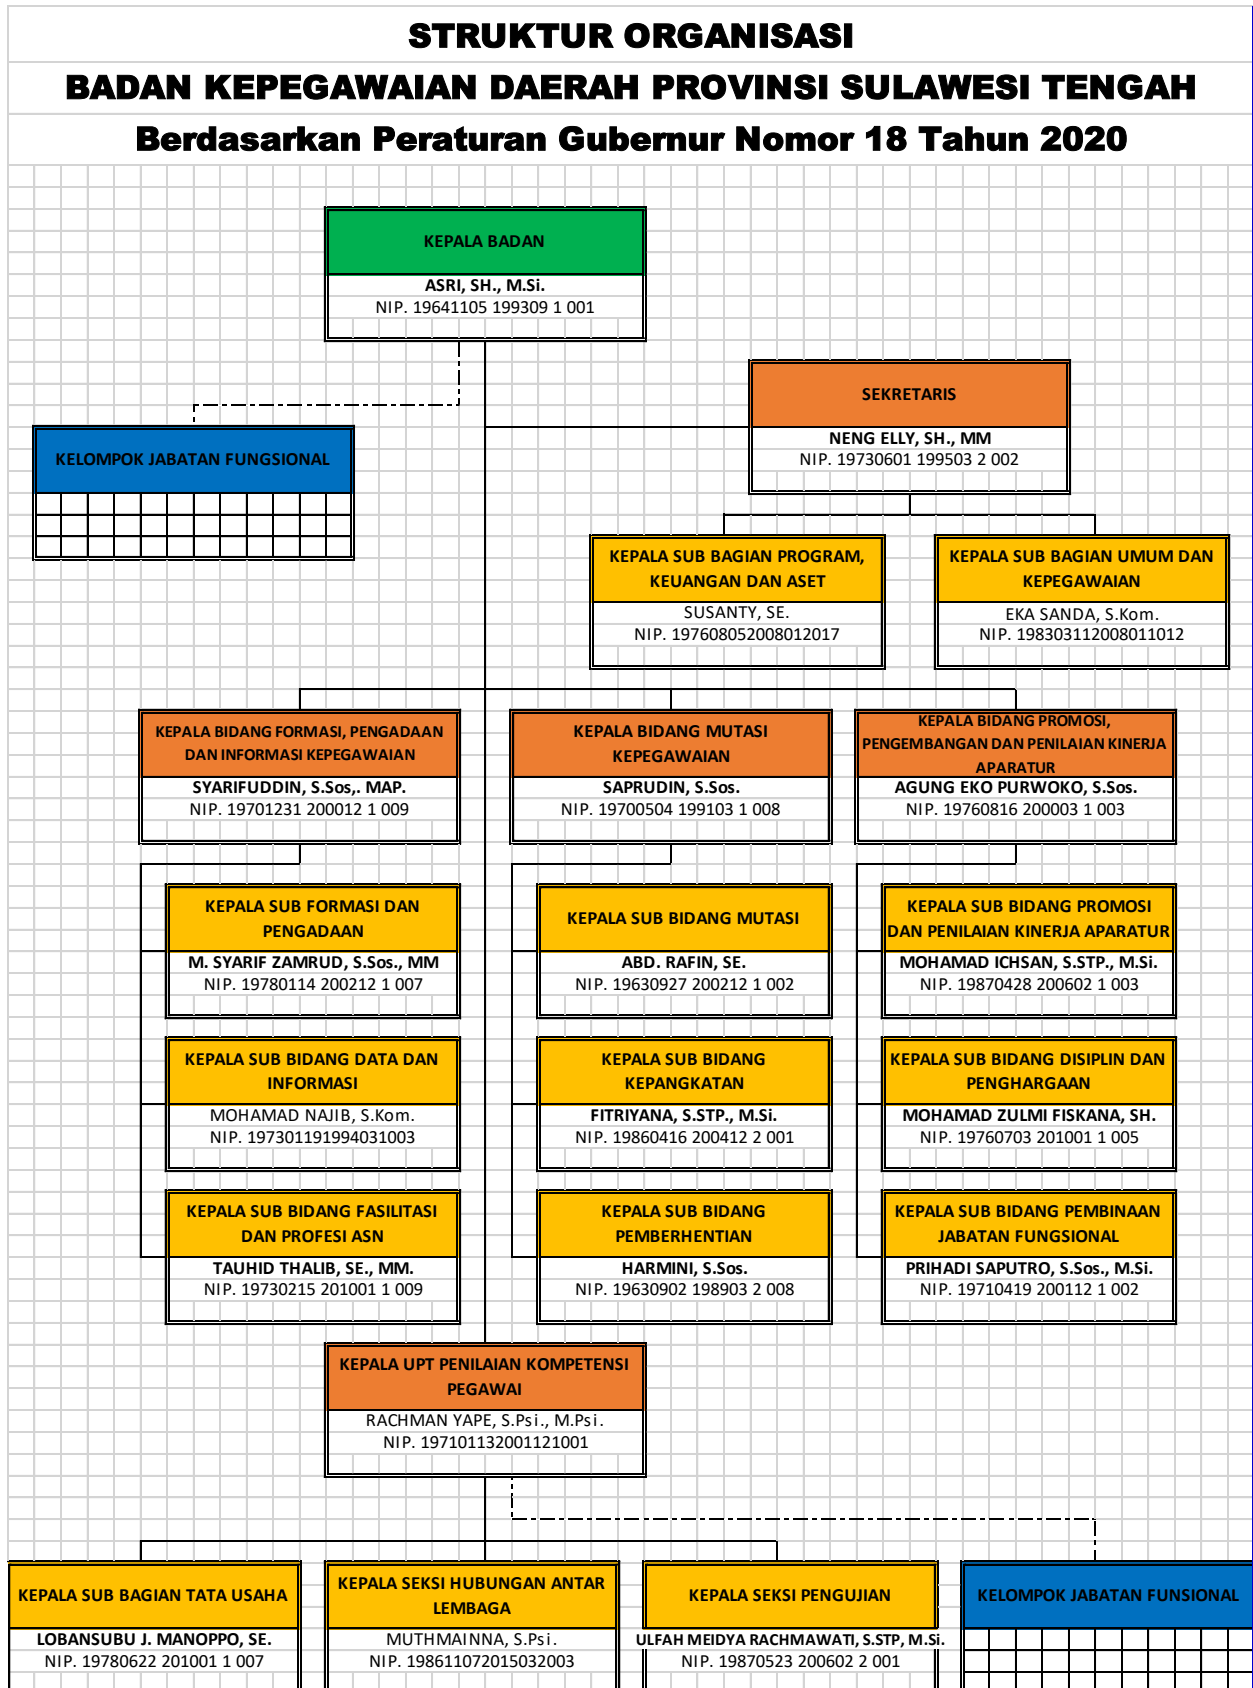 STRUKTUR ORGANISASI
BADAN KEPEGAWAIAN DAERAH PROVINSI SULAWESI TENGAH
Berdasarkan Peraturan Gubernur Nomor 18 Tahun 2020
KEPALA BADAN
ASRI, SH., M.Si.
NIP. 19641105 199309 1 001
SEKRETARIS
NENG ELLY, SH., MM
NIP. 19730601 199503 2 002
KELOMPOK JABATAN FUNGSIONAL
KEPALA SUB BAGIAN PROGRAM,
KEUANGAN DAN ASET
SUSANTY, SE.
NIP. 197608052008012017
KEPALA SUB BAGIAN UMUM DAN
KEPEGAWAIAN
EKA SANDA, S.Kom.
NIP. 198303112008011012
KEPALA BIDANG FORMASI, PENGADAAN
DAN INFORMASI KEPEGAWAIAN
SYARIFUDDIN, S.Sos,. MAP.
NIP. 19701231 200012 1 009
KEPALA BIDANG MUTASI
KEPEGAWAIAN
SAPRUDIN, S.Sos.
NIP. 19700504 199103 1 008
KEPALA BIDANG PROMOSI,
PENGEMBANGAN DAN PENILAIAN KINERJA
APARATUR
AGUNG EKO PURWOKO, S.Sos.
NIP. 19760816 200003 1 003
KEPALA SUB FORMASI DAN
PENGADAAN
M. SYARIF ZAMRUD, S.Sos., MM
NIP. 19780114 200212 1 007
KEPALA SUB BIDANG MUTASI
ABD. RAFIN, SE.
NIP. 19630927 200212 1 002
KEPALA SUB BIDANG PROMOSI
DAN PENILAIAN KINERJA APARATUR
MOHAMAD ICHSAN, S.STP., M.Si.
NIP. 19870428 200602 1 003
KEPALA SUB BIDANG DATA DAN
INFORMASI
MOHAMAD NAJIB, S.Kom.
NIP. 197301191994031003
KEPALA SUB BIDANG
KEPANGKATAN
FITRIYANA, S.STP., M.Si.
NIP. 19860416 200412 2 001
KEPALA SUB BIDANG DISIPLIN DAN
PENGHARGAAN
MOHAMAD ZULMI FISKANA, SH.
NIP. 19760703 201001 1 005
KEPALA SUB BIDANG FASILITASI
DAN PROFESI ASN
TAUHID THALIB, SE., MM.
NIP. 19730215 201001 1 009
KEPALA SUB BIDANG
PEMBERHENTIAN
HARMINI, S.Sos.
NIP. 19630902 198903 2 008
KEPALA SUB BIDANG PEMBINAAN
JABATAN FUNGSIONAL
PRIHADI SAPUTRO, S.Sos., M.Si.
NIP. 19710419 200112 1 002
KEPALA UPT PENILAIAN KOMPETENSI
PEGAWAI
RACHMAN YAPE, S.Psi., M.Psi.
NIP. 197101132001121001
KEPALA SUB BAGIAN TATA USAHA
LOBANSUBU J. MANOPPO, SE.
NIP. 19780622 201001 1 007
KEPALA SEKSI HUBUNGAN ANTAR
LEMBAGA
MUTHMAINNA, S.Psi.
NIP. 198611072015032003
KEPALA SEKSI PENGUJIAN
ULFAH MEIDYA RACHMAWATI, S.STP, M.Si.
NIP. 19870523 200602 2 001
KELOMPOK JABATAN FUNSIONAL